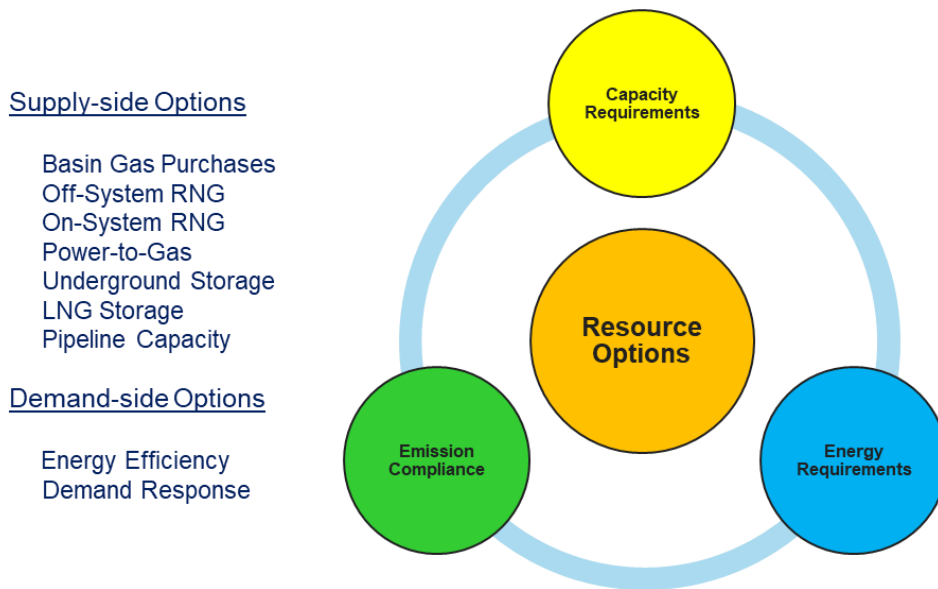 Supply-side Options
Basin Gas Purchases
Off-System RNG
On-System RNG
Power-to-Gas
Underground Storage
LNG Storage
Pipeline Capacity
Demand-side Options
Energy Efficiency
Demand Response
Capacity
Requirements
Resource
Options
Emission
Compliance
Energy
Requirements